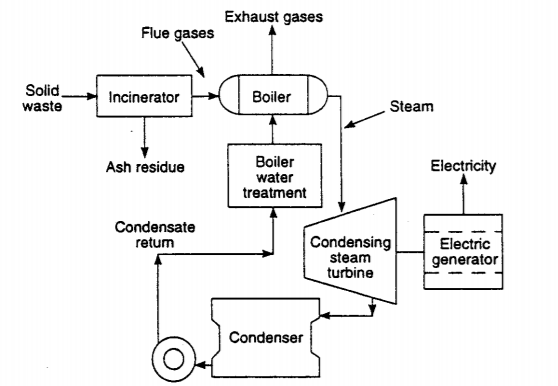 Exhaust gases
Flue gases
Solid
waste
Incinerator
Boiler
Steam
Ash residue
Boiler
water
treatment
Electricity
Condensate
return
Condensing
steam
turbine
Electric
generator
Condenser